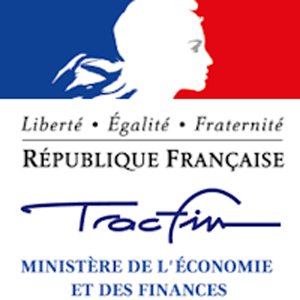 Liberté • Égalité • Fraternité
RÉPUBLIQUE FRANÇAISE
Tracfin
MINISTÈRE DE L'ÉCONOMIE
ET DES FINANCES